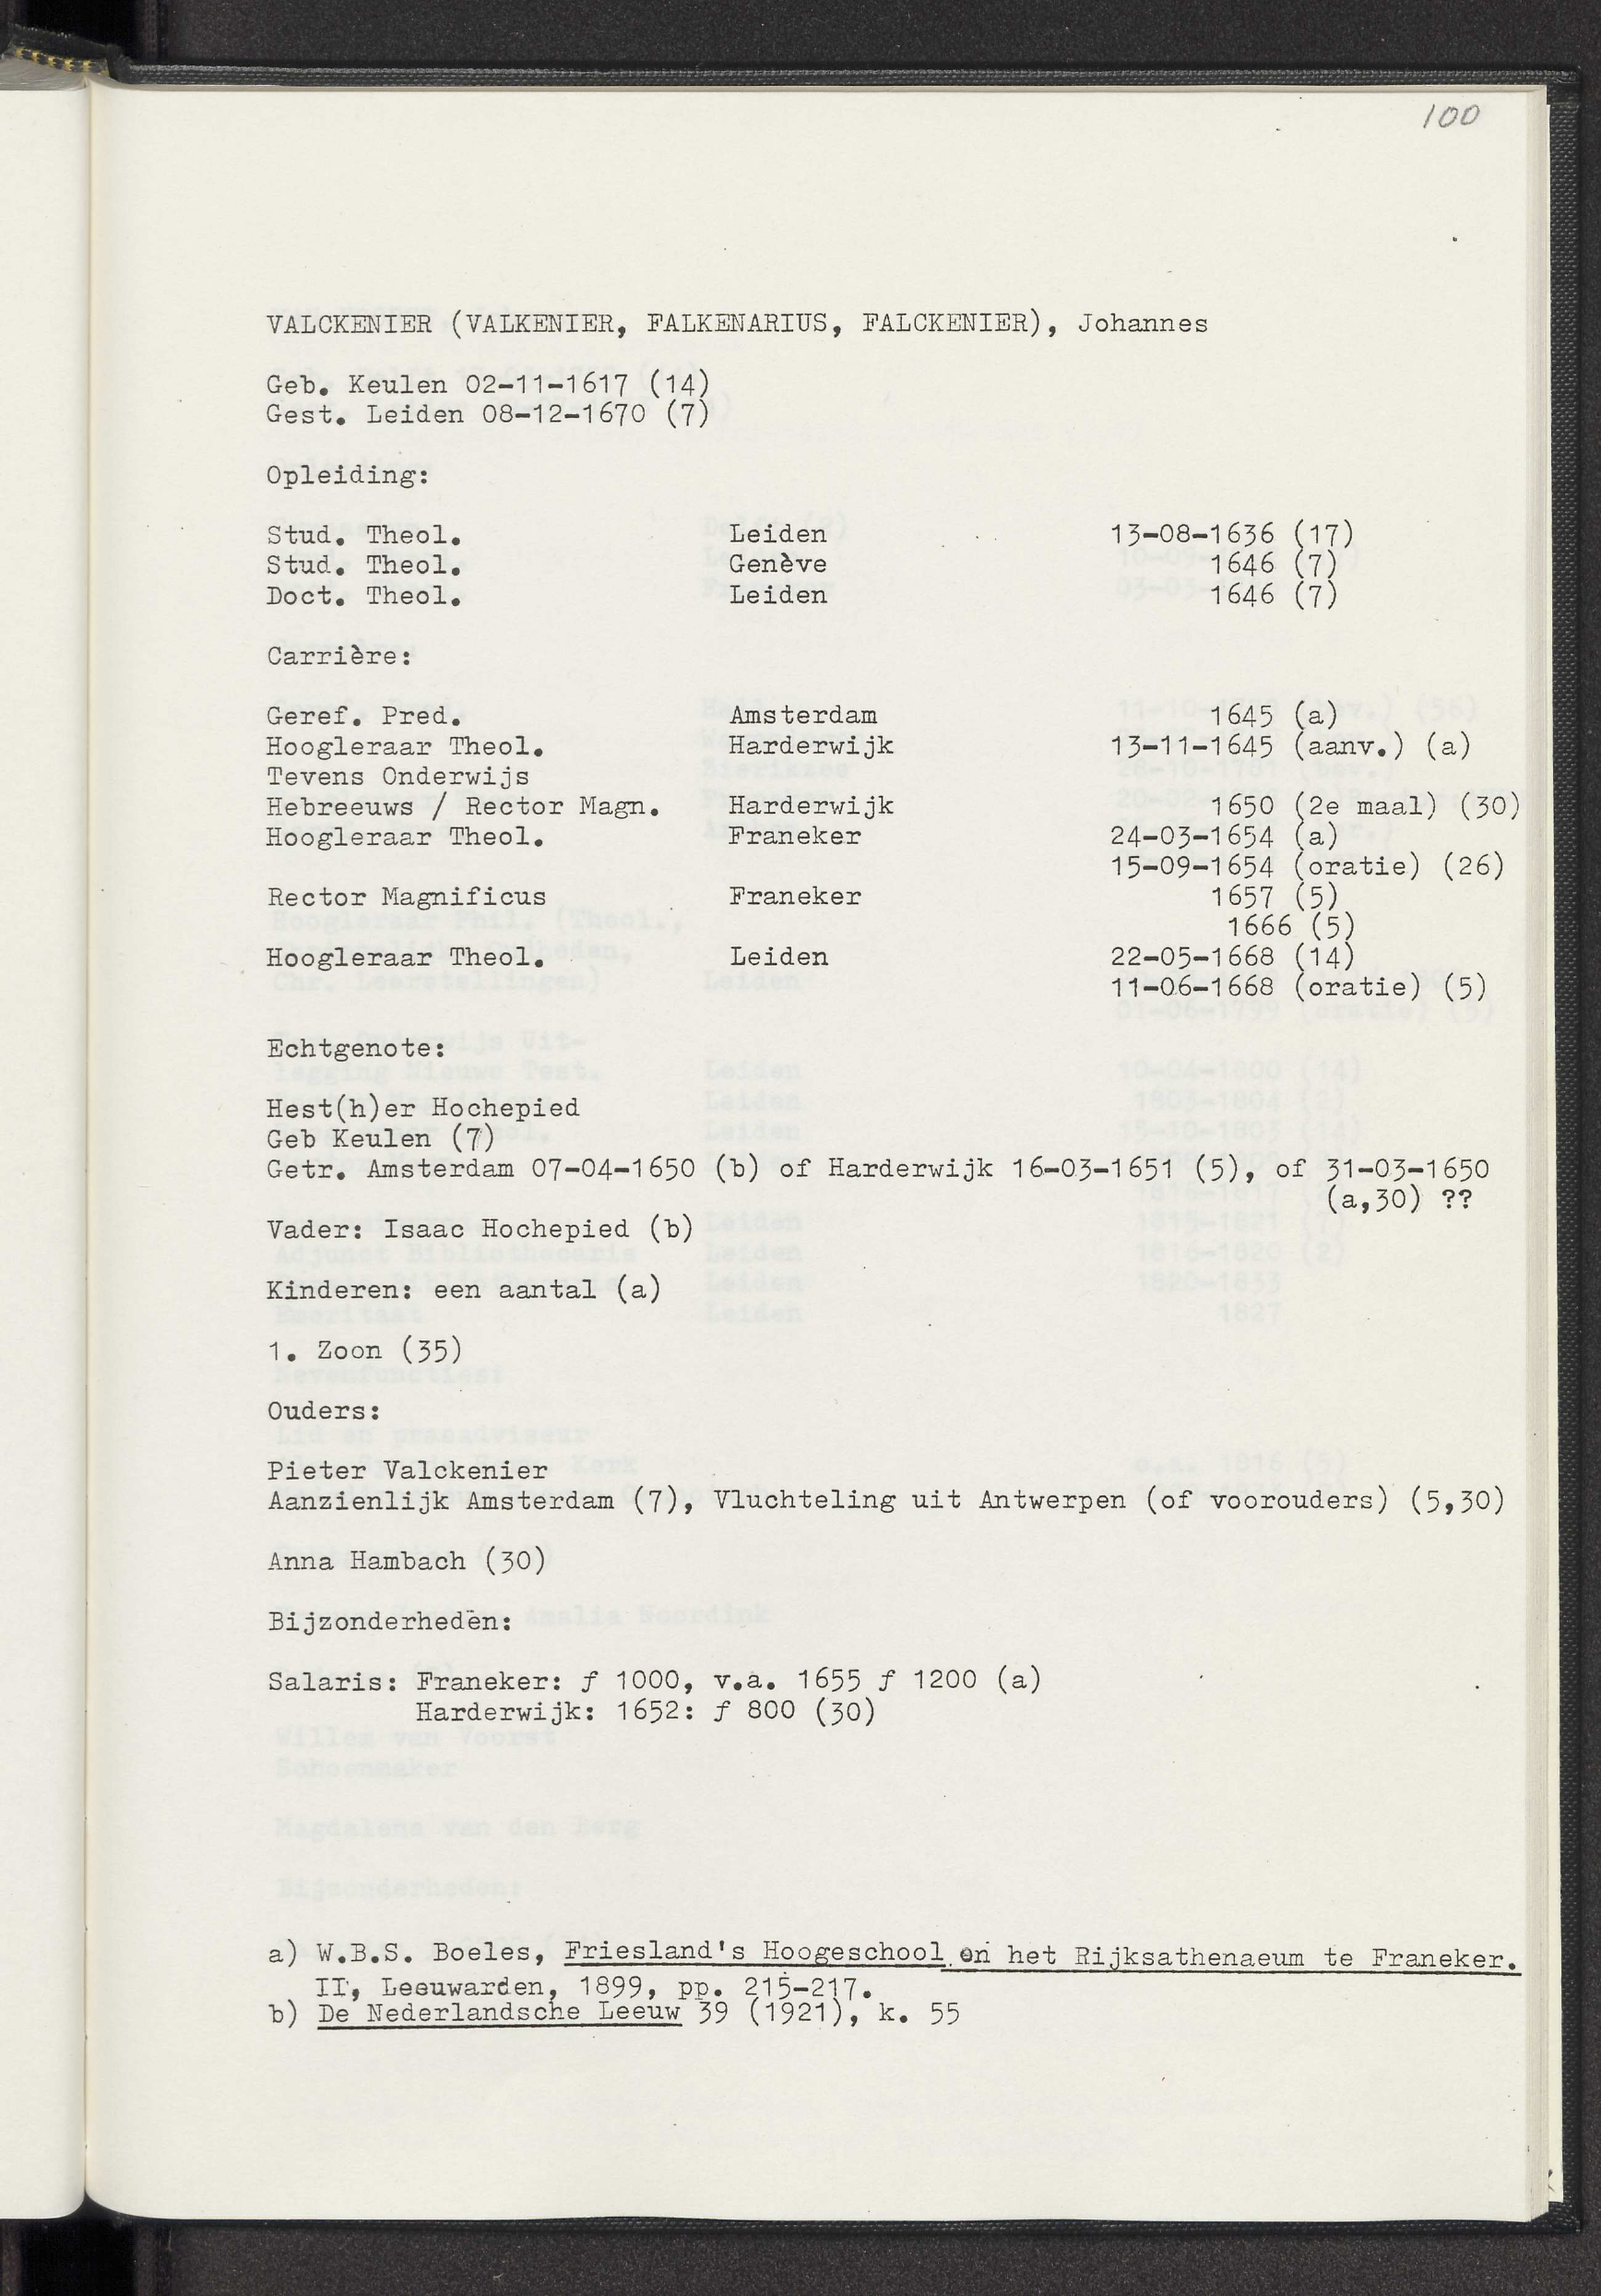 100
VALCKENIER (VALKENIER, FALKENARIUS, FALCKENIER), Johannes
Geb. Keulen 02-11-1617 (14)
Gest. Leiden 08-12-1670 (7)
Opleiding:
Stud. Theol. Leiden 13-08-1636 (17)
Stud. Theol. Genève 1646 (7)
Doct. Theol. Leiden 1646 (7)
Carrière:
Geref. Pred. Amsterdam 1645 (a)
Hoogleraar Theol. Harderwijk 13-11-1645 (aanv.) (a)
Tevens Onderwijs
Hebreeuws / Rector Magn. Harderwijk 1650 (2e maal) (30)
Hoogleraar Theol. Franeker 24-03-1654 (a)
15-09-1654 (oratie) (26)
Rector Magnificus Franeker 1657 (5)
1666 (5)
Hoogleraar Theol. Leiden 22-05-1668 (14)
11-06-1668 (oratie) (5)
Echtgenote:
Hest(h)er Hochepied
Geb Keulen (7)
Getr. Amsterdam 07-04-1650 (b) of Harderwijk 16-03-1651 (5), of 31-03-1650
(a,30) ??
Vader: Isaac Hochepied (b)
Kinderen: een aantal (a)
1. Zoon (35)
Ouders:
Pieter Valckenier
Aanzienlijk Amsterdam (7), Vluchteling uit Antwerpen (of voorouders) (5,30)
Anna Hambach (30)
Bijzonderheden:
Salaris: Franeker: ƒ 1000, v.a. 1655 ƒ 1200 (a)
Harderwijk: 1652: ƒ 800 (30)
a) W.B.S. Boeles, Friesland's Hoogeschool en het Rijksathenaeum te Franeker.
II, Leeuwarden, 1899, pp. 215-217.
b) De Nederlandsche Leeuw 39 (1921), k. 55